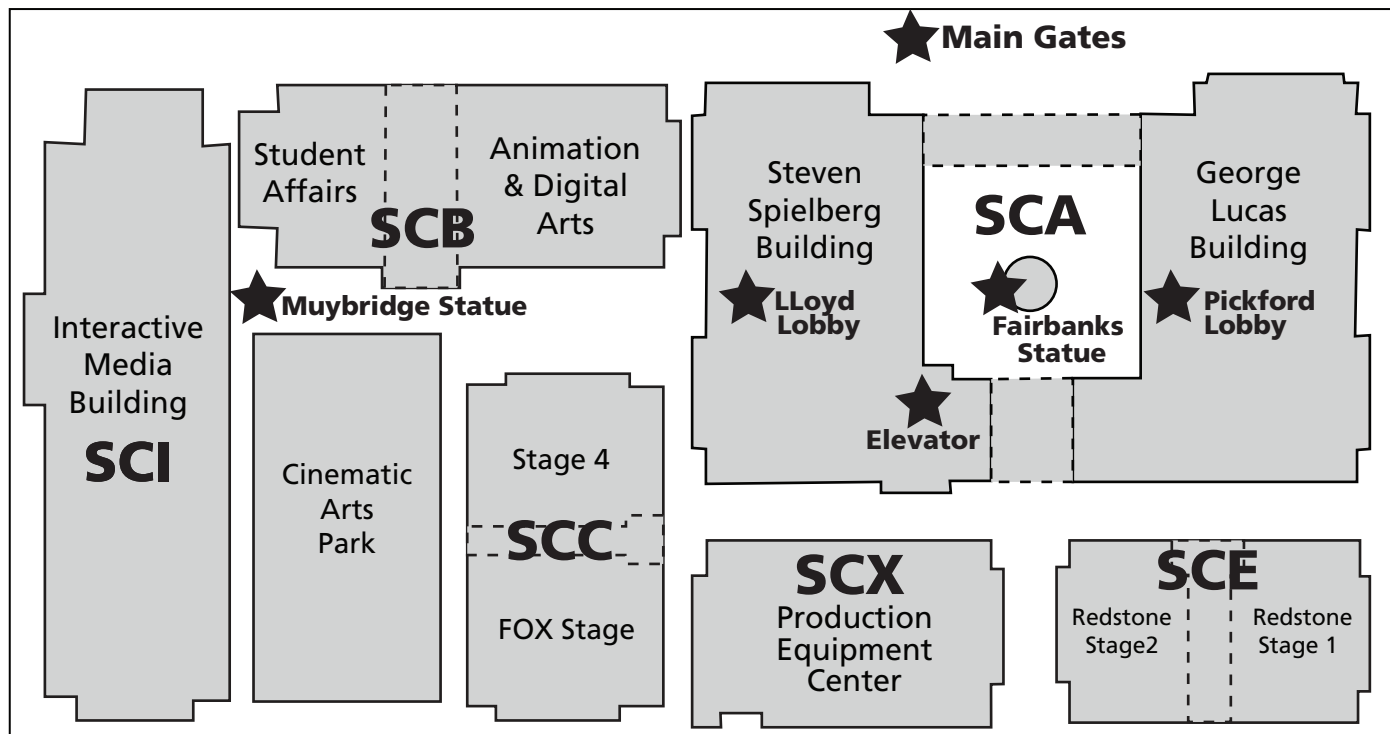 Main Gates
Student
Affairs
SCB
Animation
& Digital
Arts
Steven
Spielberg
Building
SCA
George
Lucas
Building
Muybridge Statue
LLoyd
Lobby
Fairbanks
Statue
Pickford
Lobby
Interactive
Media
Building
SCI
Elevator
Cinematic
Arts
Park
Stage 4
SCC
FOX Stage
SCX
Production
Equipment
Center
SCE
Redstone
Stage2
Redstone
Stage 1